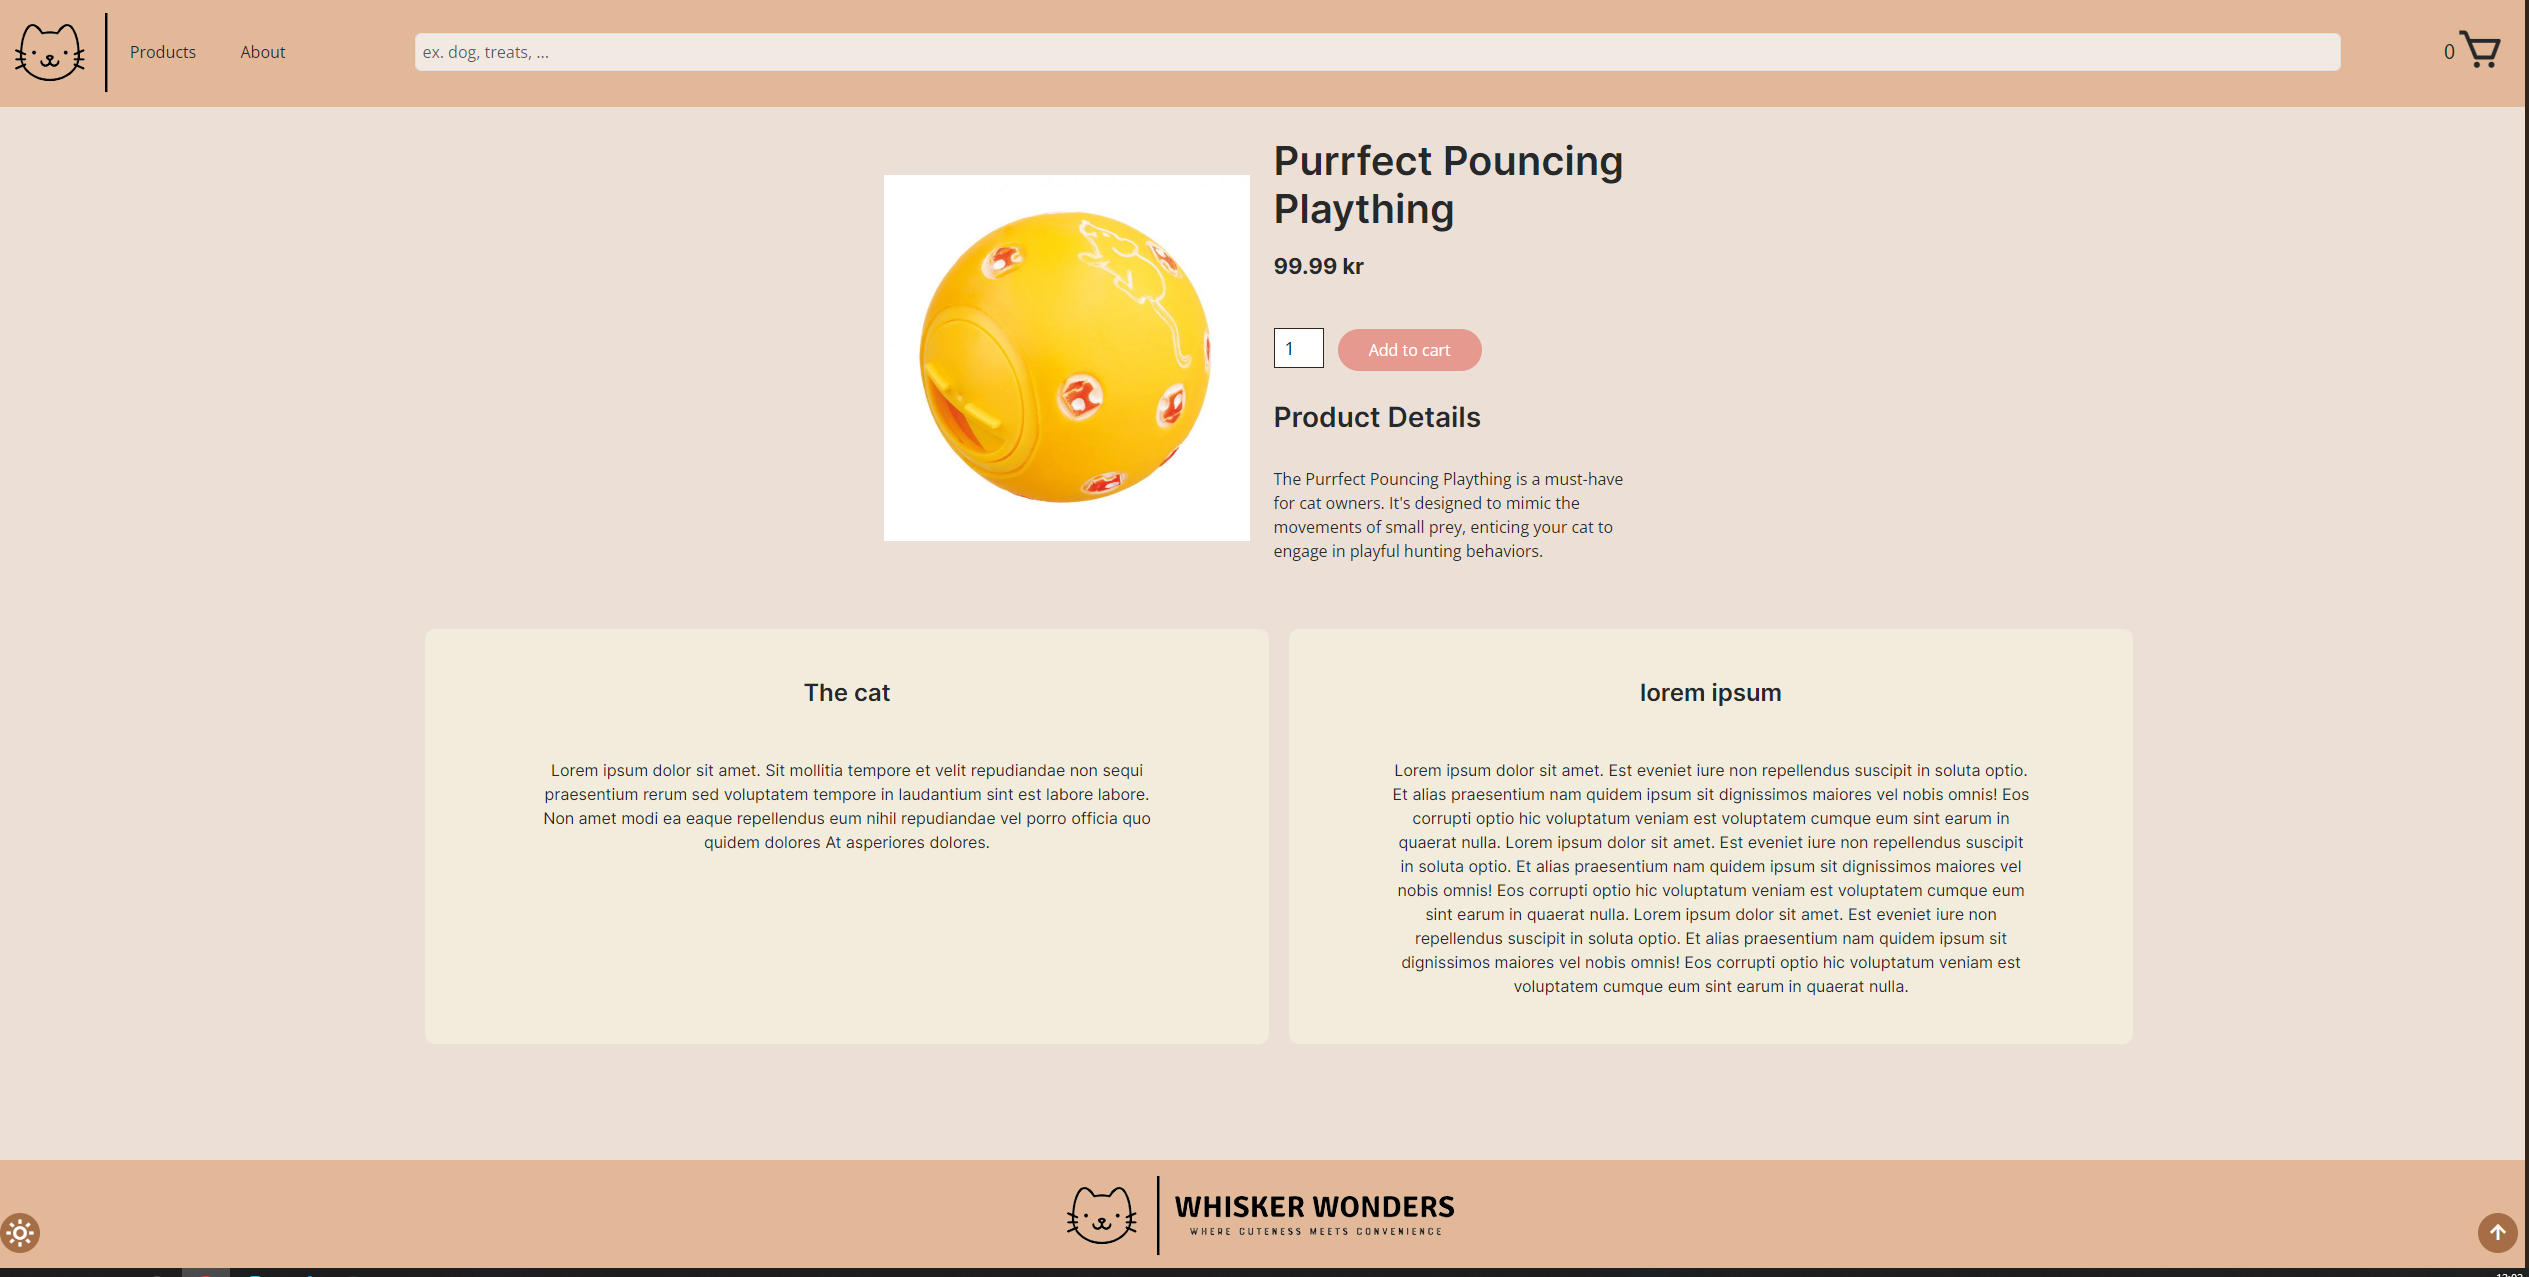 Products About ex. dog, treats, ... 0
Purrfect Pouncing
Plaything
99.99 kr
1 Add to cart
Product Details
The Purrfect Pouncing Plaything is a must-have
for cat owners. It's designed to mimic the
movements of small prey, enticing your cat to
engage in playful hunting behaviors.
The cat
Lorem ipsum dolor sit amet. Sit mollitia tempore et velit repudiandae non sequi
praesentium rerum sed voluptatem tempore in laudantium sint est labore labore.
Non amet modi ea eaque repellendus eum nihil repudiandae vel porro officia quo
quidem dolores At asperiores dolores.
lorem ipsum
Lorem ipsum dolor sit amet. Est eveniet iure non repellendus suscipit in soluta optio.
Et alias praesentium nam quidem ipsum sit dignissimos maiores vel nobis omnis! Eos
corrupti optio hic voluptatum veniam est voluptatem cumque eum sint earum in
quaerat nulla. Lorem ipsum dolor sit amet. Est eveniet iure non repellendus suscipit
in soluta optio. Et alias praesentium nam quidem ipsum sit dignissimos maiores vel
nobis omnis! Eos corrupti optio hic voluptatum veniam est voluptatem cumque eum
sint earum in quaerat nulla. Lorem ipsum dolor sit amet. Est eveniet iure non
repellendus suscipit in soluta optio. Et alias praesentium nam quidem ipsum sit
dignissimos maiores vel nobis omnis! Eos corrupti optio hic voluptatum veniam est
voluptatem cumque eum sint earum in quaerat nulla.
WHISKER WONDERS
WHERE CUTENESS MEETS CONVENIENCE